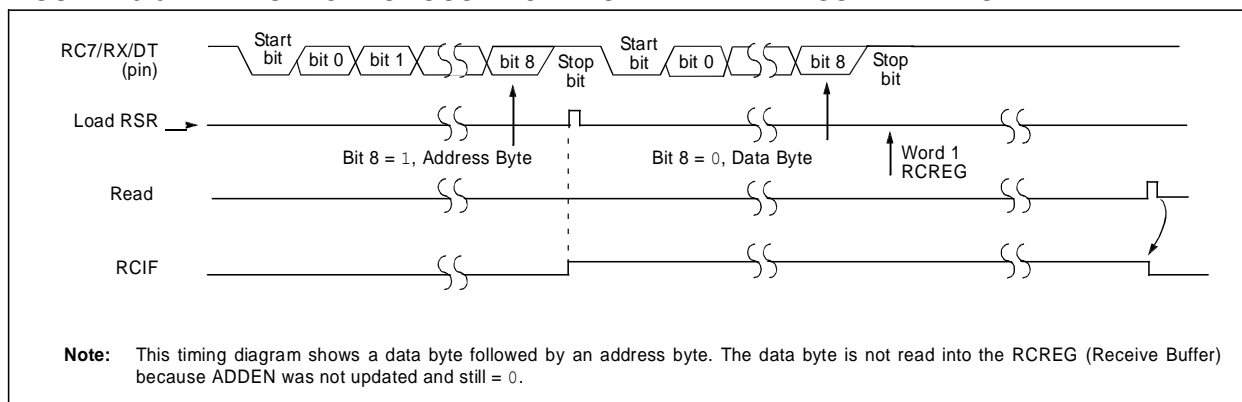 RC7/RX/DT
(pin)
Start
bit
bit 0
bit 1
bit 8
Stop
bit
Start
bit
bit 0
bit 8
Stop
bit
Load RSR
Bit 8 = 1, Address Byte
Bit 8 = 0, Data Byte
Word 1
RCREG
Read
RCIF
Note: This timing diagram shows a data byte followed by an address byte. The data byte is not read into the RCREG (Receive Buffer)
because ADDEN was not updated and still = 0.